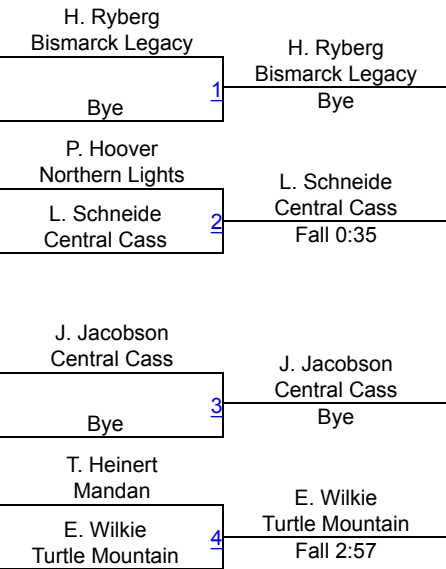 H. Ryberg
Bismarck Legacy
Bye
1
H. Ryberg
Bismarck Legacy
Bye
P. Hoover
Northern Lights
L. Schneide
Central Cass
2
L. Schneide
Central Cass
Fall 0:35
J. Jacobson
Central Cass
Bye
3
J. Jacobson
Central Cass
Bye
T. Heinert
Mandan
E. Wilkie
Turtle Mountain
4
E. Wilkie
Turtle Mountain
Fall 2:57